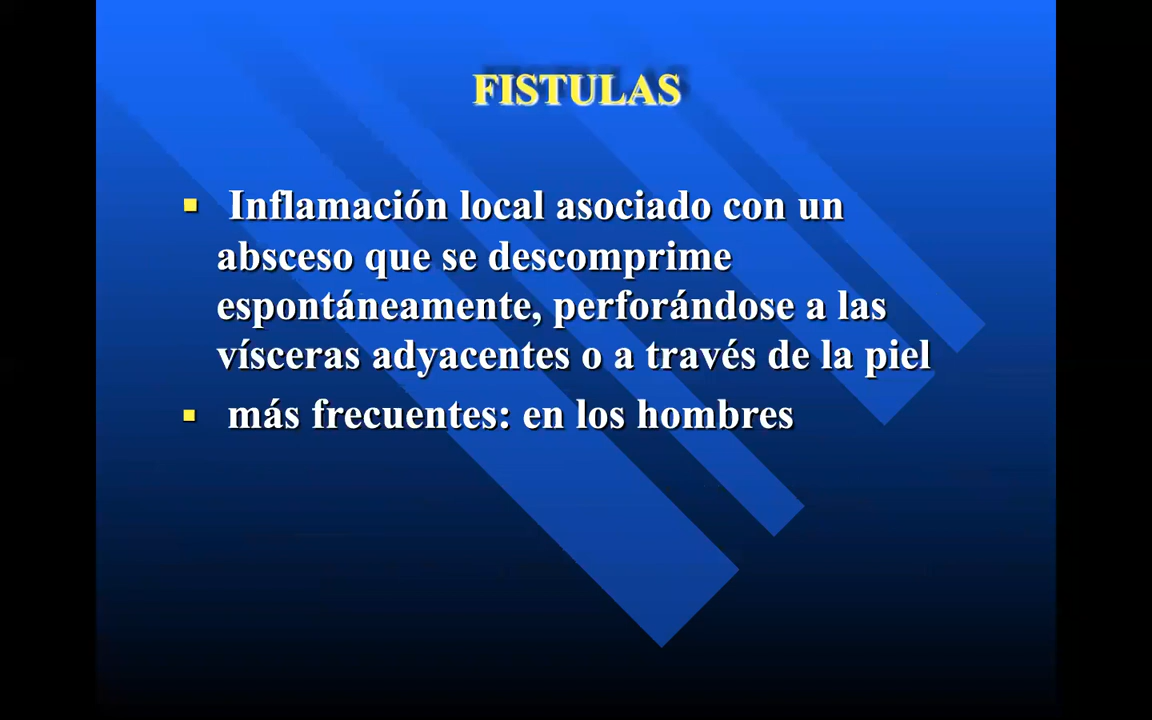 FISTULAS
Inflamación local asociado con un
absceso que se descomprime
espontáneamente, perforándose a las
vísceras adyacentes o a través de la piel
más frecuentes: en los hombres